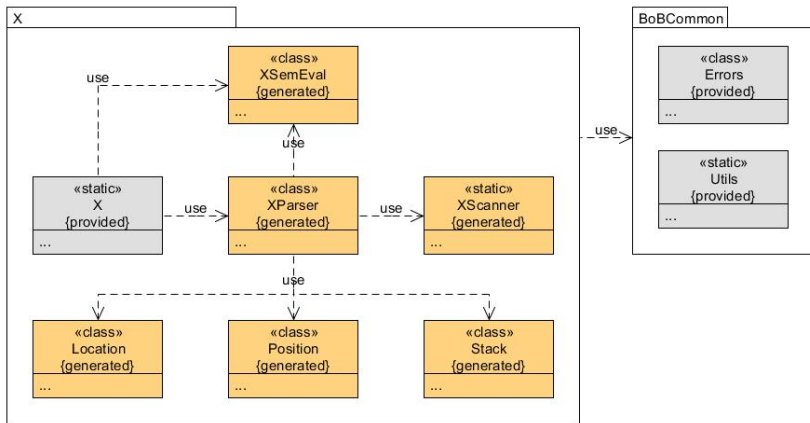 X
BoBCommon
«class»
XSemEval
{generated}
...
«class»
Errors
{provided}
...
use
use
use
«static»
X
{provided}
...
use
«class»
XParser
{generated}
...
use
«static»
XScanner
{generated}
...
«static»
Utils
{provided}
...
use
«class»
Location
{generated}
...
«class»
Position
{generated}
...
«class»
Stack
{generated}
...